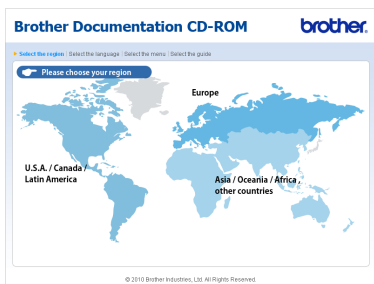 Brother Documentation CD-ROM
brother.
Select the region | Select the language | Select the menu | Select the guide
Please choose your region
Europe
U.S.A. / Canada /
Latin America
Asia / Oceania / Africa ,
other countries
© 2010 Brother Industries, Ltd. All Rights Reserved.